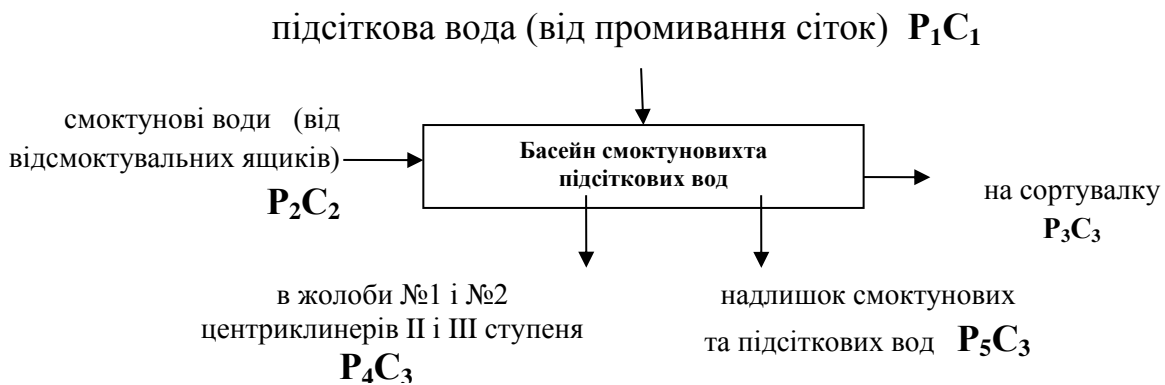 підсіткова вода (від промивання сіток) P₁C₁
смоктунові води (від
відсмоктувальних ящиків)
P₂C₂
Басейн смоктуновихта
підсіткових вод
на сортувалку
P₃C₃
в жолоби №1 і №2
центриклинерів II і III ступеня
P₄C₃
надлишок смоктунових
та підсіткових вод P₅C₃